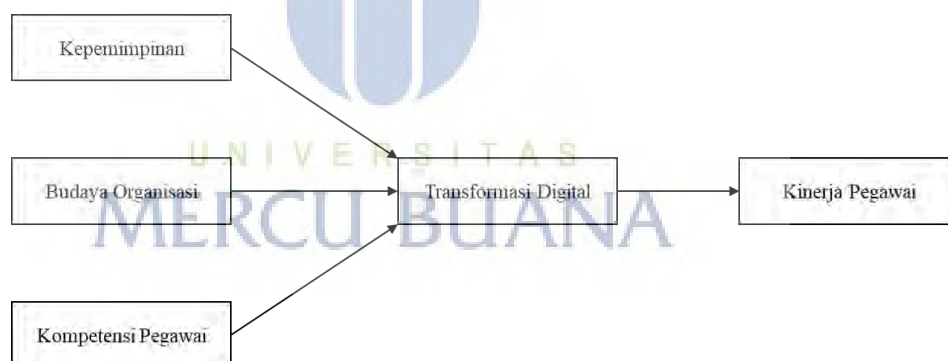 Kepemimpinan
UNIVERSITAS
Budaya Organisasi
Transformasi Digital
Kinerja Pegawai
MERCU BUANA
Kompetensi Pegawai